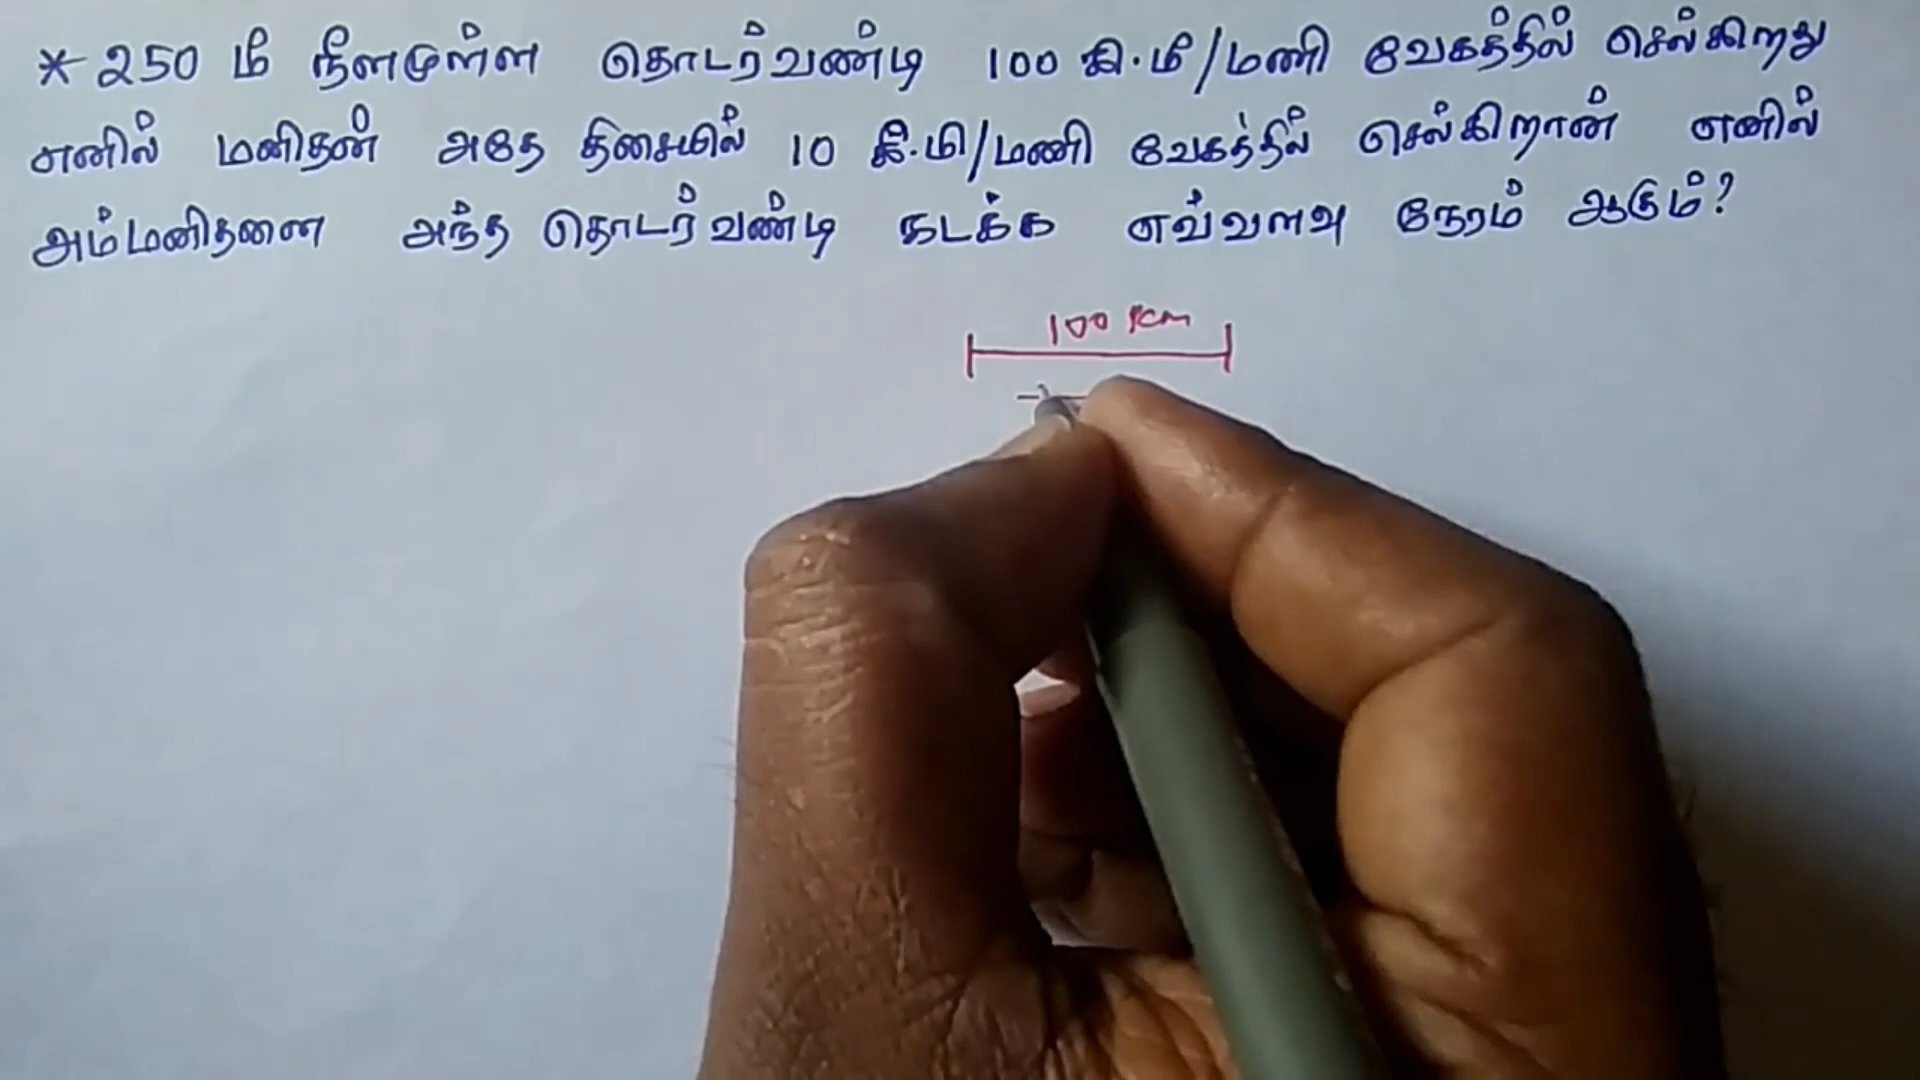 * 250 மீ நீளமுள்ள தொடர்வண்டி 100 கி.மீ/மணி வேகத்தில் செல்கிறது
எனில் மனிதன் அதே திசையில் 10 கீ.மி/மணி வேகத்தில் செல்கிறான் எனில்
அம்மனிதனை அந்த தொடர்வண்டி கடக்க எவ்வளவு நேரம் ஆகும்?
100 km